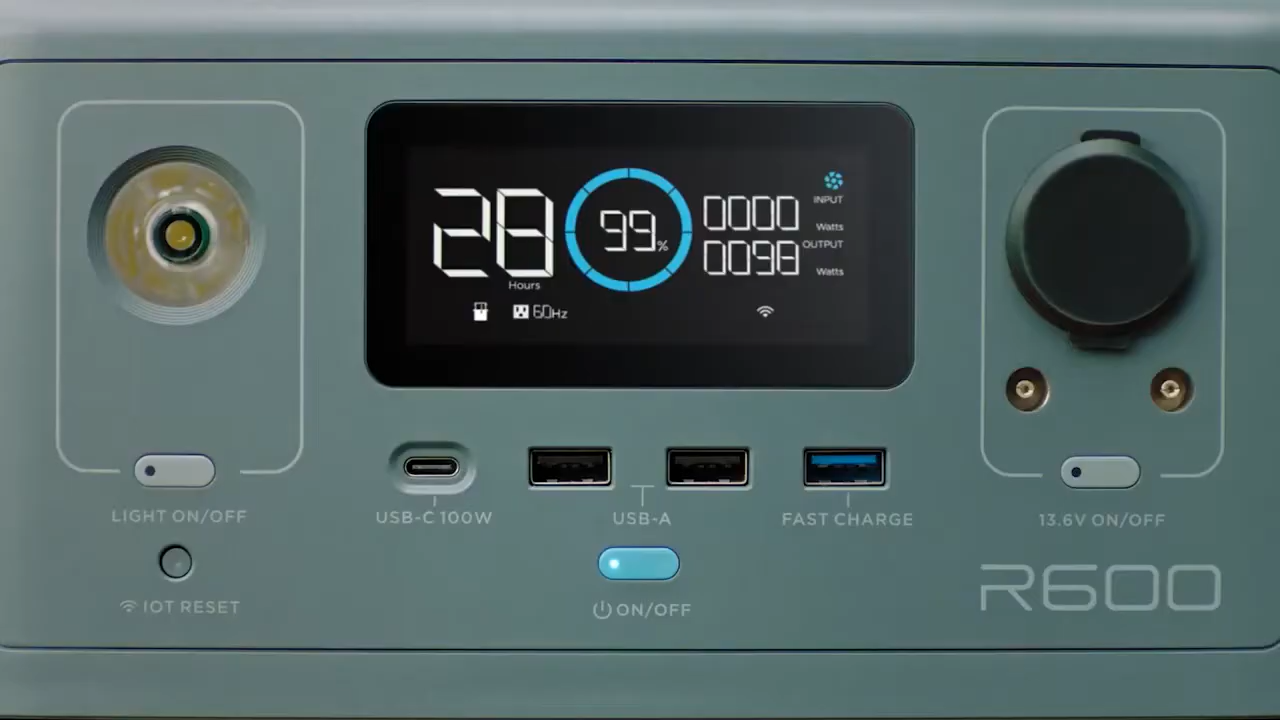 28
Hours
99%
0000
INPUT
Watts
0098
OUTPUT
Watts
60Hz
LIGHT ON/OFF
USB-C 100W
USB-A
FAST CHARGE
13.6V ON/OFF
IOT RESET
ON/OFF
R600